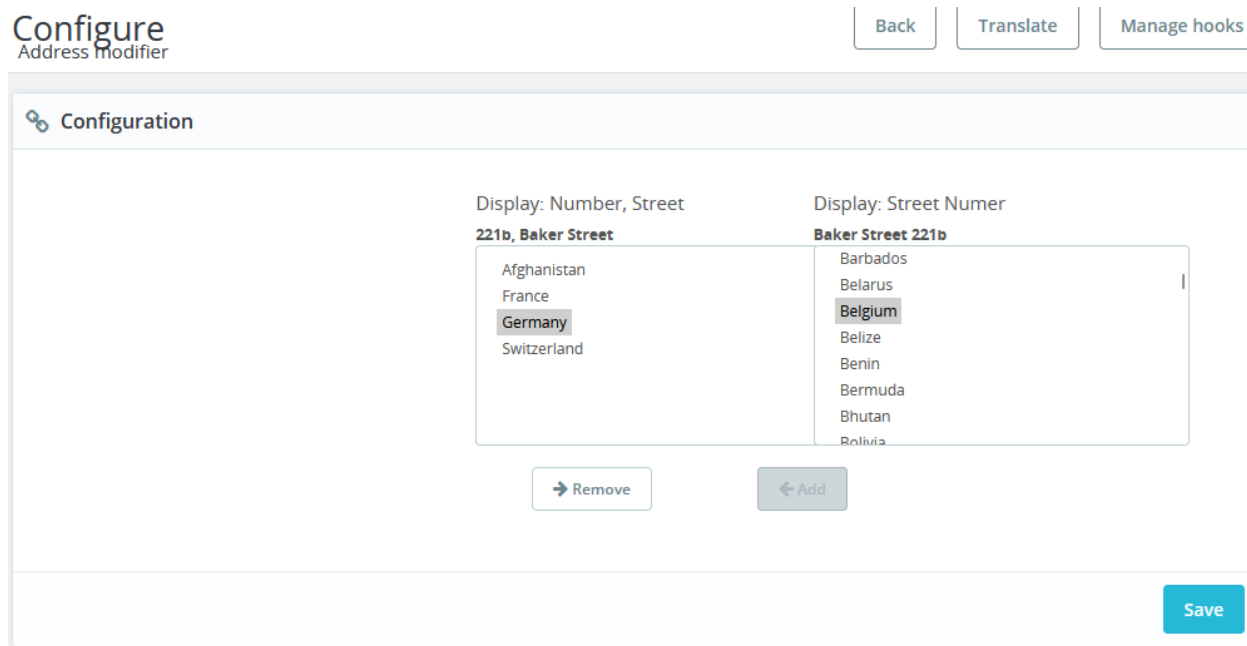 Configure
Address modifier
Back
Translate
Manage hooks
Configuration
Display: Number, Street
221b, Baker Street
Afghanistan
France
Germany
Switzerland
Display: Street Numer
Baker Street 221b
Barbados
Belarus
Belgium
Belize
Benin
Bermuda
Bhutan
Bolivia
Remove
Add
Save